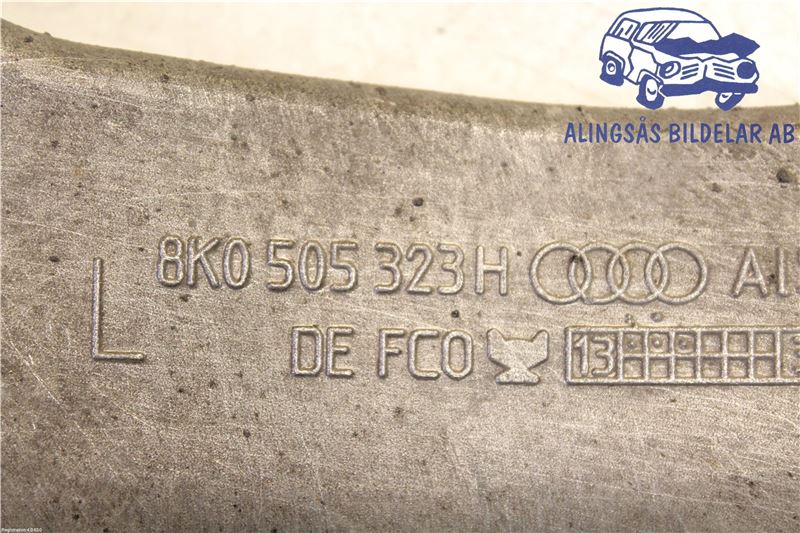 ALINGSÅS BILDELAR AB
8K0 505 323 H
L
DE FCO
13